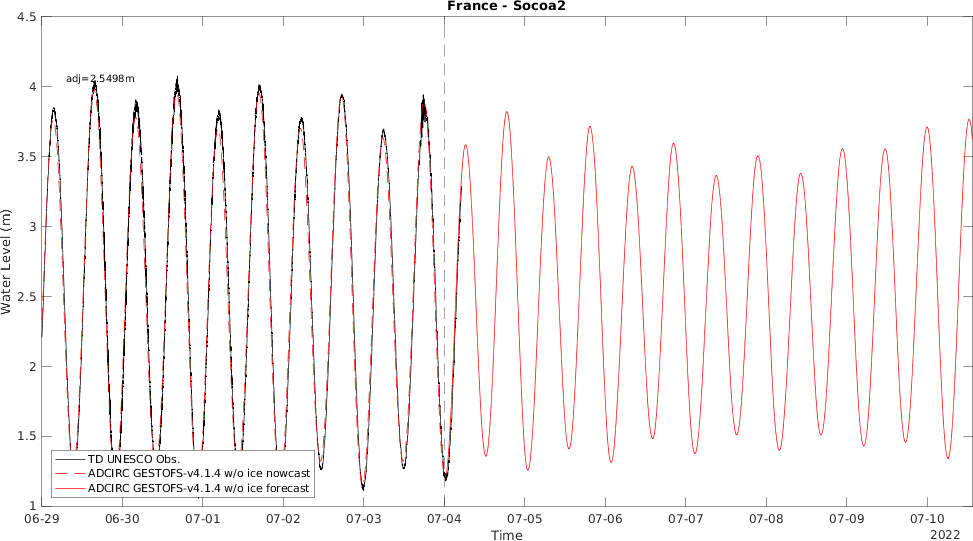 France - Socoa2
4.5
4
3.5
3
2.5
2
1.5
1
Water Level (m)
adj=2.5498m
TD UNESCO Obs.
ADCIRC GESTOFS-v4.1.4 w/o ice nowcast
ADCIRC GESTOFS-v4.1.4 w/o ice forecast
06-29 06-30 07-01 07-02 07-03 07-04 07-05 07-06 07-07 07-08 07-09 07-10
Time
2022